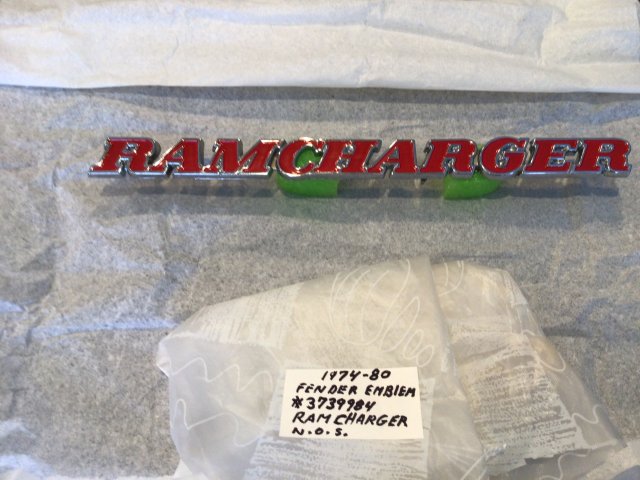 RAMCHARGER
1974-80
FENDER EMBLEM
*3739984
RAM CHARGER
N.O.S.